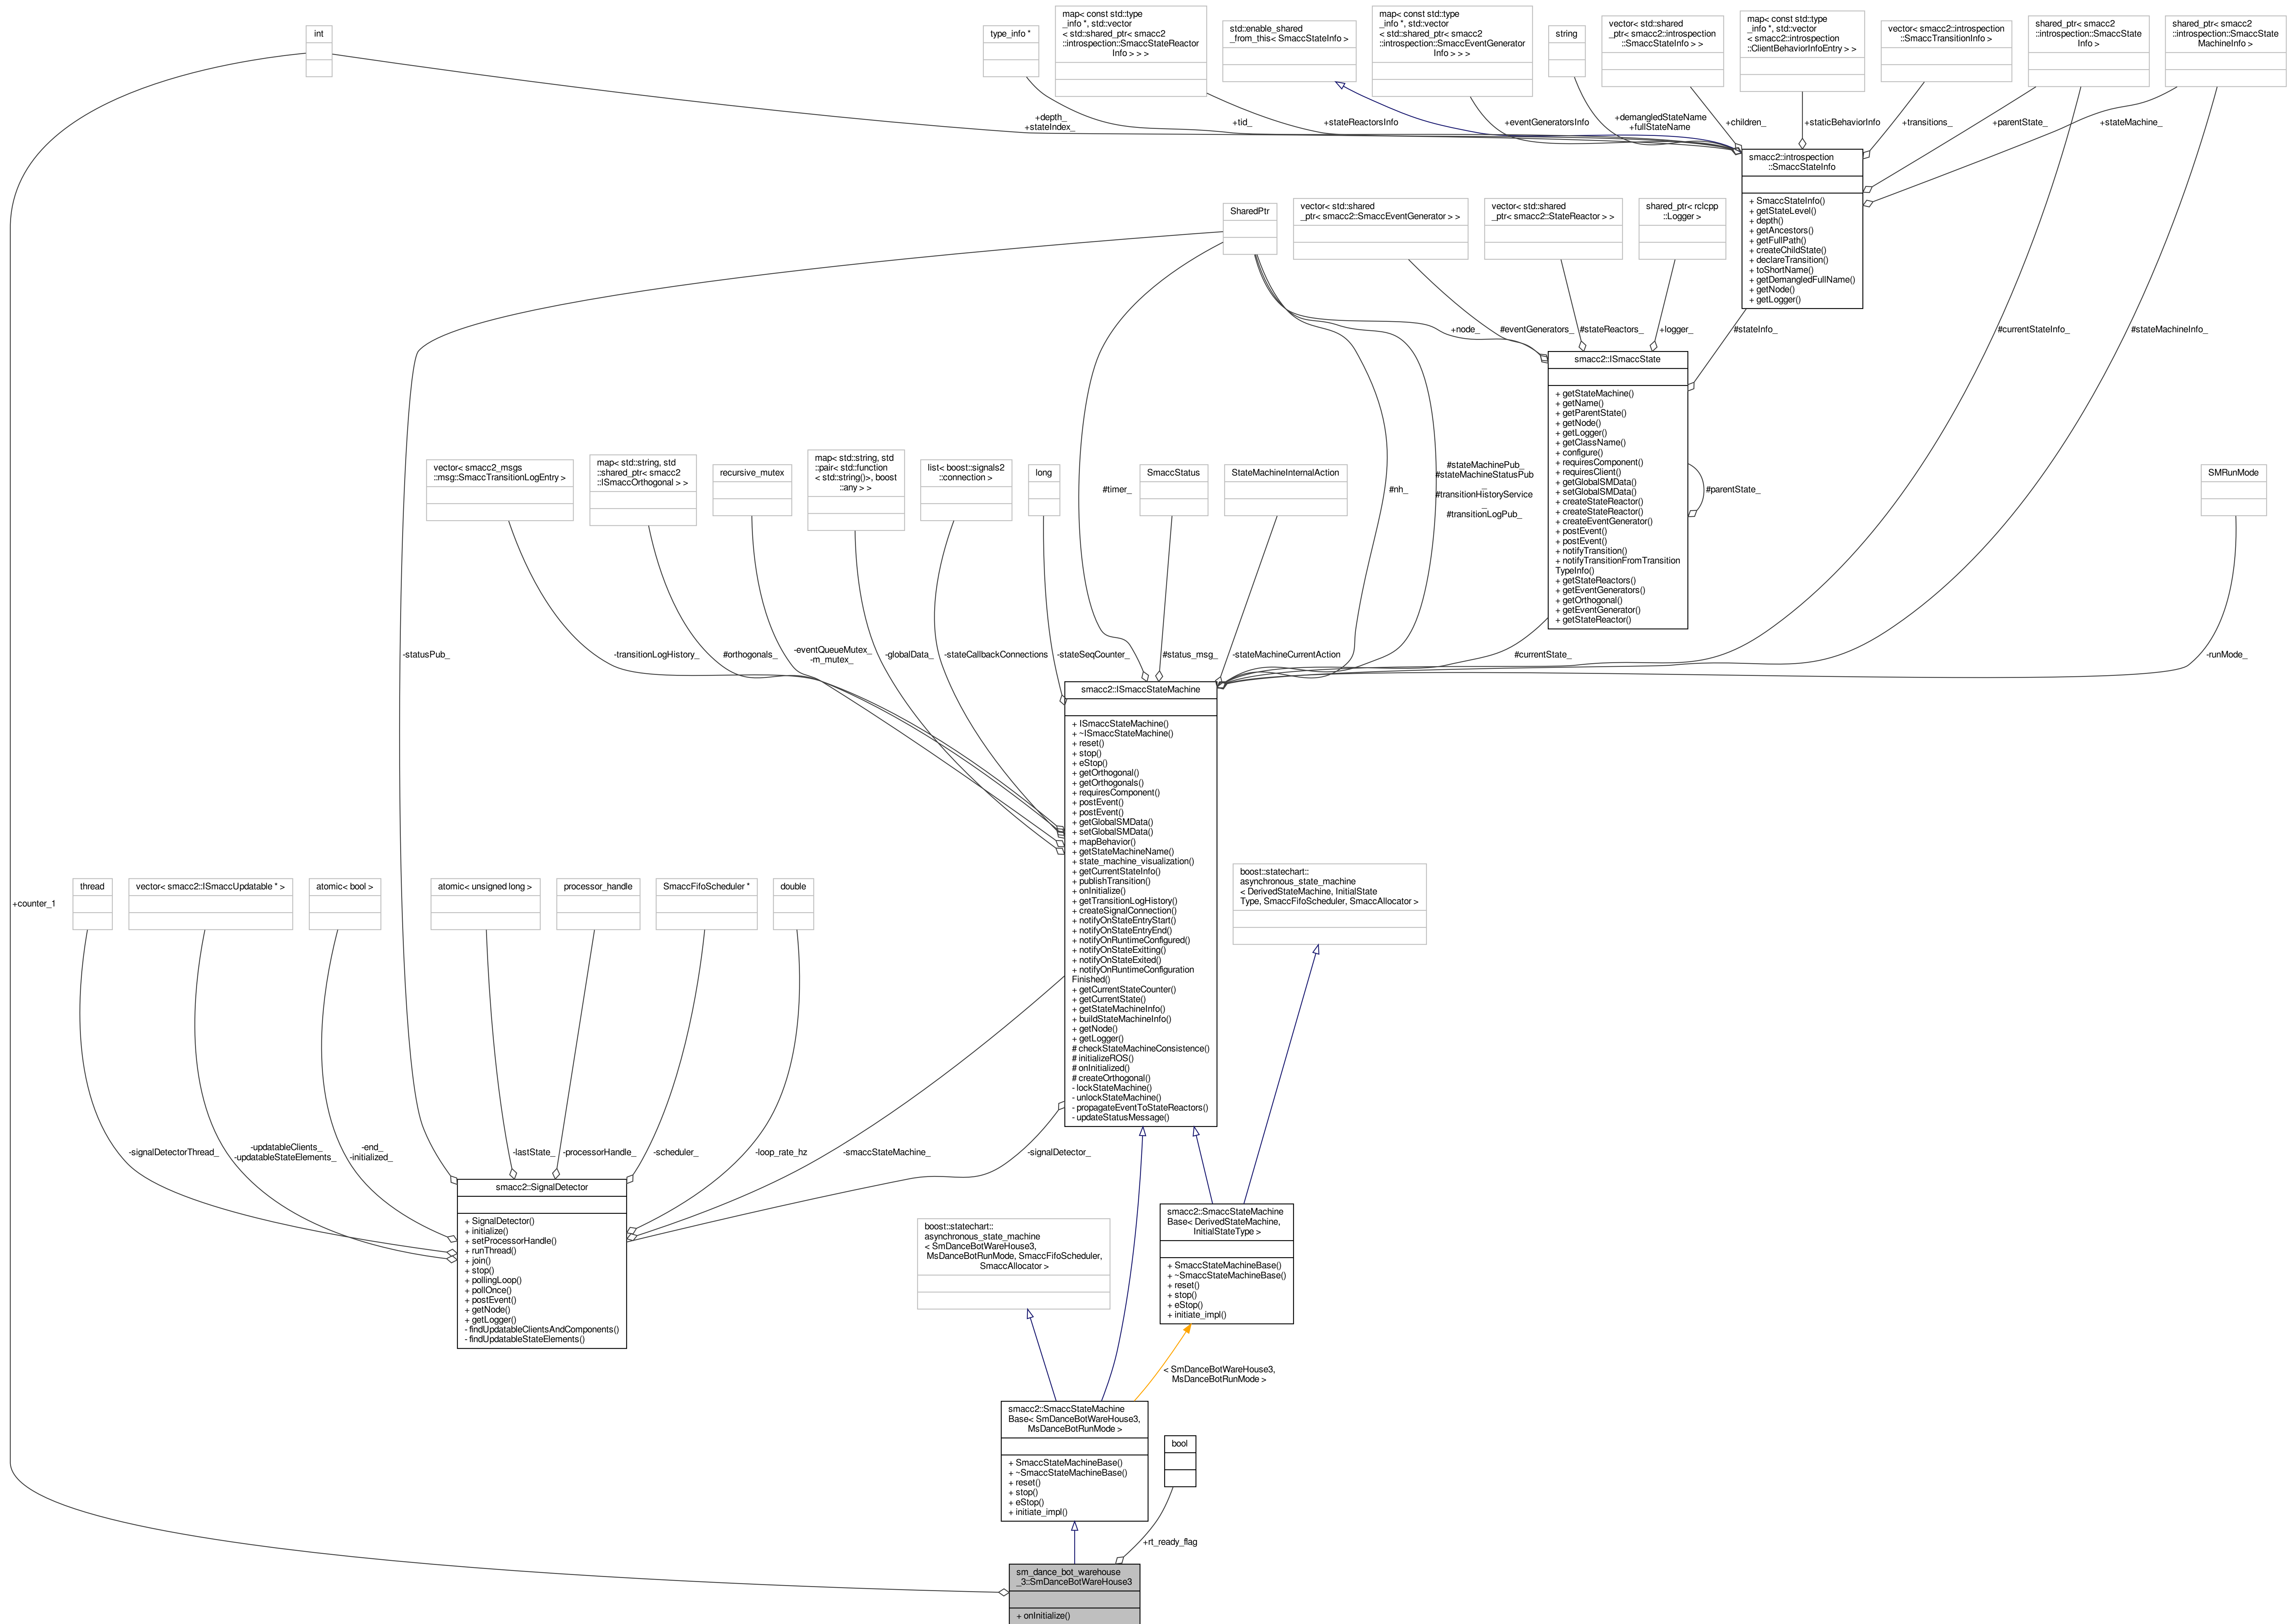 int
type_info *
map< const std::type
_info *, std::vector
< std::shared_ptr< smacc2
::introspection::SmaccStateReactor
Info > > >
std::enable_shared
_from_this< SmaccStateInfo >
map< const std::type
_info *, std::vector
< std::shared_ptr< smacc2
::introspection::SmaccEventGenerator
Info > > >
string
vector< std::shared
_ptr< smacc2::introspection
::SmaccStateInfo > >
map< const std::type
_info *, std::vector
< smacc2::introspection
::ClientBehaviorInfoEntry > >
vector< smacc2::introspection
::SmaccTransitionInfo >
shared_ptr< smacc2
::introspection::SmaccState
Info >
shared_ptr< smacc2
::introspection::SmaccState
MachineInfo >
+depth_
+stateIndex_
+tid_
+stateReactorsInfo
+eventGeneratorsInfo
+demangledStateName
+fullStateName
+children_
+staticBehaviorInfo
+transitions_
+parentState_
+stateMachine_
smacc2::introspection
::SmaccStateInfo
+ SmaccStateInfo()
+ getStateLevel()
+ depth()
+ getAncestors()
+ getFullPath()
+ createChildState()
+ declareTransition()
+ toShortName()
+ getDemangledFullName()
+ getNode()
+ getLogger()
SharedPtr
vector< std::shared
_ptr< smacc2::SmaccEventGenerator > >
vector< std::shared
_ptr< smacc2::StateReactor > >
shared_ptr< rclcpp
::Logger >
+node_
#eventGenerators_
#stateReactors_
+logger_
#stateInfo_
#currentStateInfo_
#stateMachineInfo_
smacc2::ISmaccState
+ getStateMachine()
+ getName()
+ getParentState()
+ getNode()
+ getLogger()
+ getClassName()
+ configure()
+ requiresComponent()
+ requiresClient()
+ getGlobalSMData()
+ setGlobalSMData()
+ createStateReactor()
+ createStateReactor()
+ createEventGenerator()
+ postEvent()
+ postEvent()
+ notifyTransition()
+ notifyTransitionFromTransition
TypeInfo()
+ getStateReactors()
+ getEventGenerators()
+ getOrthogonal()
+ getEventGenerator()
+ getStateReactor()
#parentState_
vector< smacc2_msgs
::msg::SmaccTransitionLogEntry >
map< std::string, std
::shared_ptr< smacc2
::ISmaccOrthogonal > >
recursive_mutex
map< std::string, std
::pair< std::function
< std::string()>, boost
::any > >
list< boost::signals2
::connection >
long
SmaccStatus
StateMachineInternalAction
SMRunMode
#timer_
#nh_
#stateMachinePub_
#stateMachineStatusPub
_
#transitionHistoryService
_
#transitionLogPub_
-statusPub_
-transitionLogHistory_
#orthogonals_
-eventQueueMutex_
-m_mutex_
-globalData_
-stateCallbackConnections
-stateSeqCounter_
#status_msg_
-stateMachineCurrentAction
#currentState_
-runMode_
smacc2::ISmaccStateMachine
+ ISmaccStateMachine()
+ ~ISmaccStateMachine()
+ reset()
+ stop()
+ eStop()
+ getOrthogonal()
+ getOrthogonals()
+ requiresComponent()
+ postEvent()
+ postEvent()
+ getGlobalSMData()
+ setGlobalSMData()
+ mapBehavior()
+ getStateMachineName()
+ state_machine_visualization()
+ getCurrentStateInfo()
+ publishTransition()
+ onInitialize()
+ getTransitionLogHistory()
+ createSignalConnection()
+ notifyOnStateEntryStart()
+ notifyOnStateEntryEnd()
+ notifyOnRuntimeConfigured()
+ notifyOnStateExitting()
+ notifyOnStateExited()
+ notifyOnRuntimeConfiguration
Finished()
+ getCurrentStateCounter()
+ getCurrentState()
+ getStateMachineInfo()
+ buildStateMachineInfo()
+ getNode()
+ getLogger()
# checkStateMachineConsistence()
# initializeROS()
# onInitialized()
# createOrthogonal()
- lockStateMachine()
- unlockStateMachine()
- propagateEventToStateReactors()
- updateStatusMessage()
+counter_1
thread
vector< smacc2::ISmaccUpdatable * >
atomic< bool >
atomic< unsigned long >
processor_handle
SmaccFifoScheduler *
double
boost::statechart::
asynchronous_state_machine
< DerivedStateMachine, InitialState
Type, SmaccFifoScheduler, SmaccAllocator >
-signalDetectorThread_
-updatableClients_
-updatableStateElements_
-end_
-initialized_
-lastState_
-processorHandle_
-scheduler_
-loop_rate_hz
-smaccStateMachine_
-signalDetector_
smacc2::SignalDetector
+ SignalDetector()
+ initialize()
+ setProcessorHandle()
+ runThread()
+ join()
+ stop()
+ pollingLoop()
+ pollOnce()
+ postEvent()
+ getNode()
+ getLogger()
- findUpdatableClientsAndComponents()
- findUpdatableStateElements()
boost::statechart::
asynchronous_state_machine
< SmDanceBotWareHouse3,
MsDanceBotRunMode, SmaccFifoScheduler,
SmaccAllocator >
smacc2::SmaccStateMachine
Base< DerivedStateMachine,
InitialStateType >
+ SmaccStateMachineBase()
+ ~SmaccStateMachineBase()
+ reset()
+ stop()
+ eStop()
+ initiate_impl()
< SmDanceBotWareHouse3,
MsDanceBotRunMode >
smacc2::SmaccStateMachine
Base< SmDanceBotWareHouse3,
MsDanceBotRunMode >
+ SmaccStateMachineBase()
+ ~SmaccStateMachineBase()
+ reset()
+ stop()
+ eStop()
+ initiate_impl()
bool
+rt_ready_flag
sm_dance_bot_warehouse
_3::SmDanceBotWareHouse3
+ onInitialize()